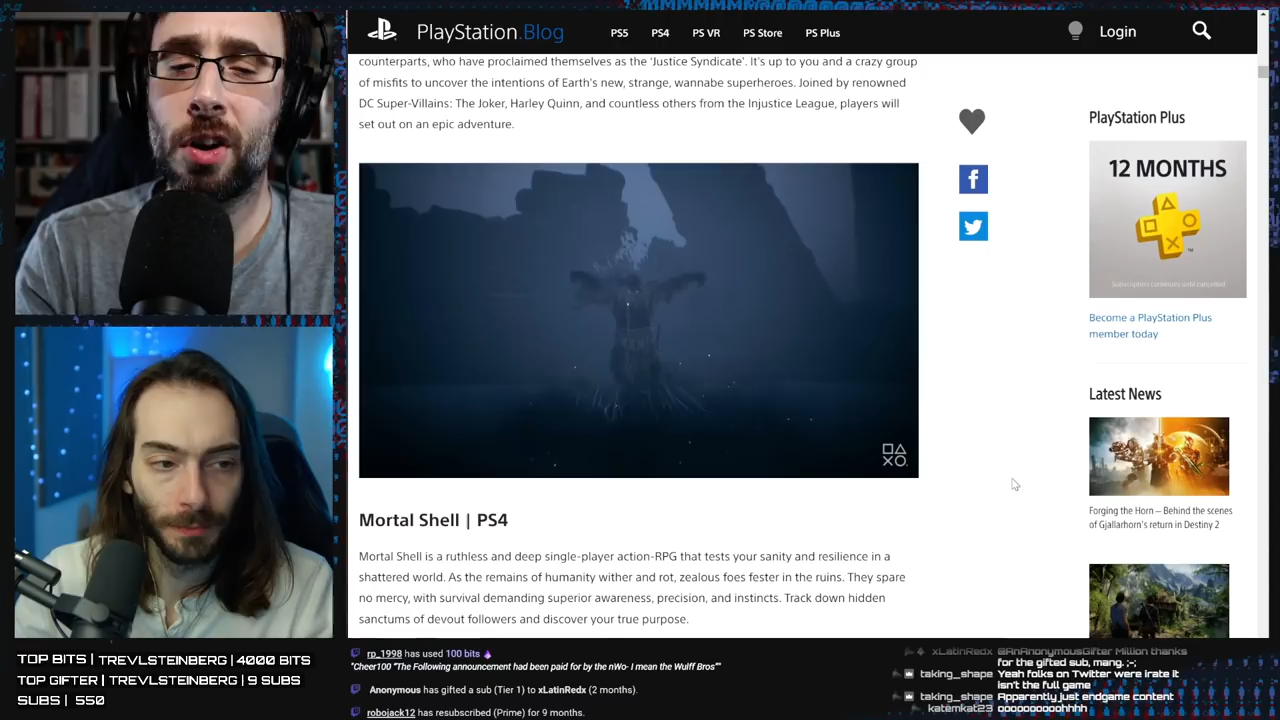 PlayStation.Blog
PS5
PS4
PS VR
PS Store
PS Plus
Login
counterparts, who have proclaimed themselves as the 'Justice Syndicate'. It's up to you and a crazy group
of misfits to uncover the intentions of Earth's new, strange, wannabe superheroes. Joined by renowned
DC Super-Villains: The Joker, Harley Quinn, and countless others from the Injustice League, players will
set out on an epic adventure.
Mortal Shell | PS4
Mortal Shell is a ruthless and deep single-player action-RPG that tests your sanity and resilience in a
shattered world. As the remains of humanity wither and rot, zealous foes fester in the ruins. They spare
no mercy, with survival demanding superior awareness, precision, and instincts. Track down hidden
sanctums of devout followers and discover your true purpose.
PlayStation Plus
12 MONTHS
Subscription continues until cancelled
Become a PlayStation Plus
member today
Latest News
Forging the Horn – Behind the scenes
of Gjallarhorn's return in Destiny 2
TOP BITS | TREVLSTEINBERG | 4000 BITS
TOP GIFTER | TREVLSTEINBERG | 9 SUBS
SUBS | 550
rp_1998 has used 100 bits
"Cheer100 "The Following announcement had been paid for by the nWo- I mean the Wulff Bros""
Anonymous has gifted a sub (Tier 1) to xLatinRedx (2 months).
robojack12 has resubscribed (Prime) for 9 months.
xLatinRedx @AnAnonymousGifter Million thanks
for the gifted sub, mang. ;-;
taking_shape Yeah folks on Twitter were irate it
isn't the full game
taking_shape Apparently just endgame content
katemkat23 oooooooooohhhh